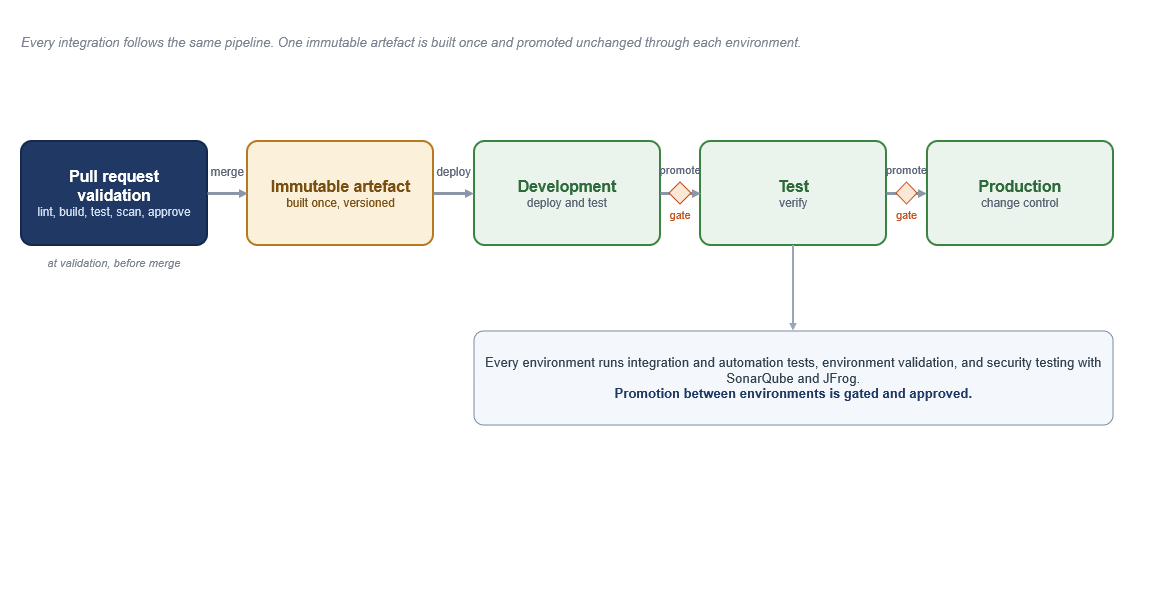 Every integration follows the same pipeline. One immutable artefact is built once and promoted unchanged through each environment.
Pull request
validation
lint, build, test, scan, approve
at validation, before merge
merge
Immutable artefact
built once, versioned
deploy
Development
deploy and test
promote
gate
Test
verify
promote
gate
Production
change control
Every environment runs integration and automation tests, environment validation, and security testing with
SonarQube and JFrog.
Promotion between environments is gated and approved.